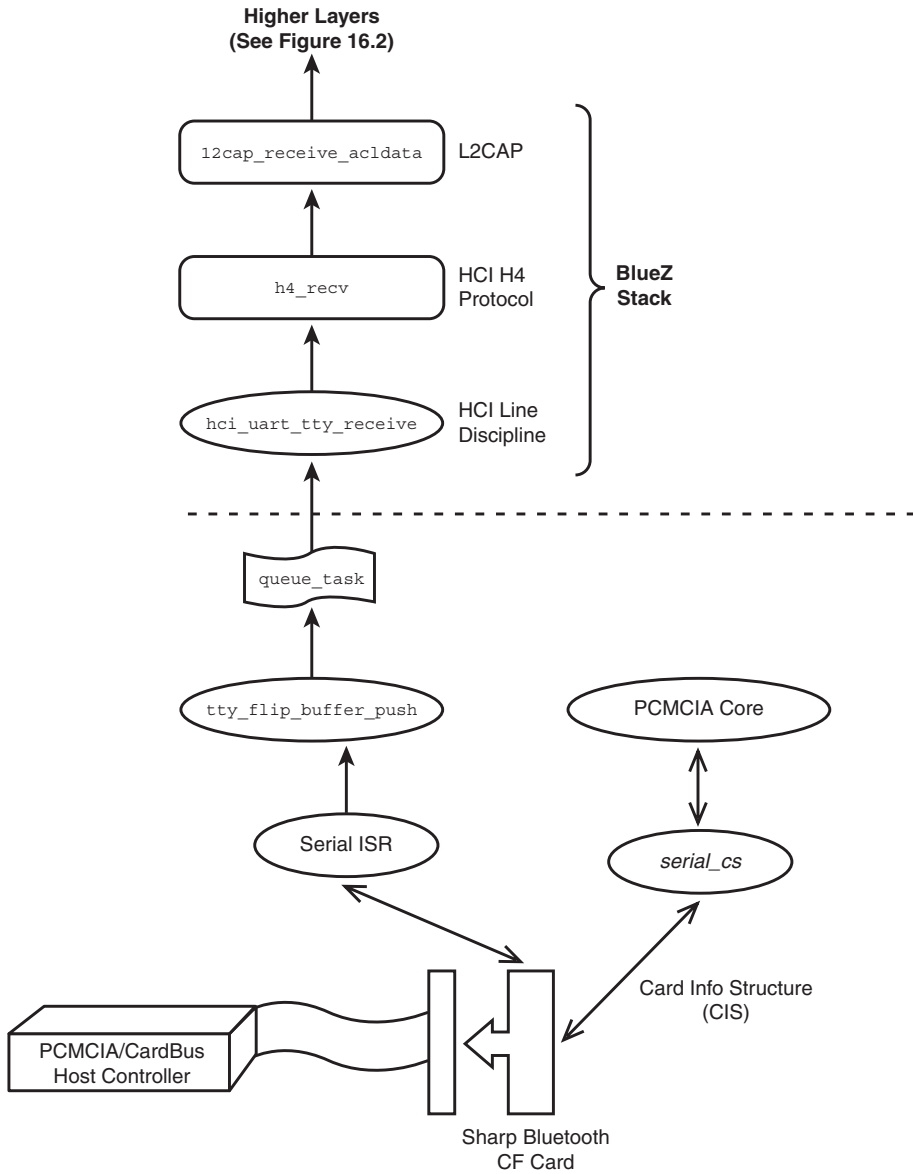 Higher Layers
(See Figure 16.2)
l2cap_receive_acldata
L2CAP
h4_recv
HCI H4
Protocol
BlueZ
Stack
hci_uart_tty_receive
HCI Line
Discipline
queue_task
tty_flip_buffer_push
PCMCIA Core
Serial ISR
serial_cs
Card Info Structure
(CIS)
PCMCIA/CardBus
Host Controller
Sharp Bluetooth
CF Card